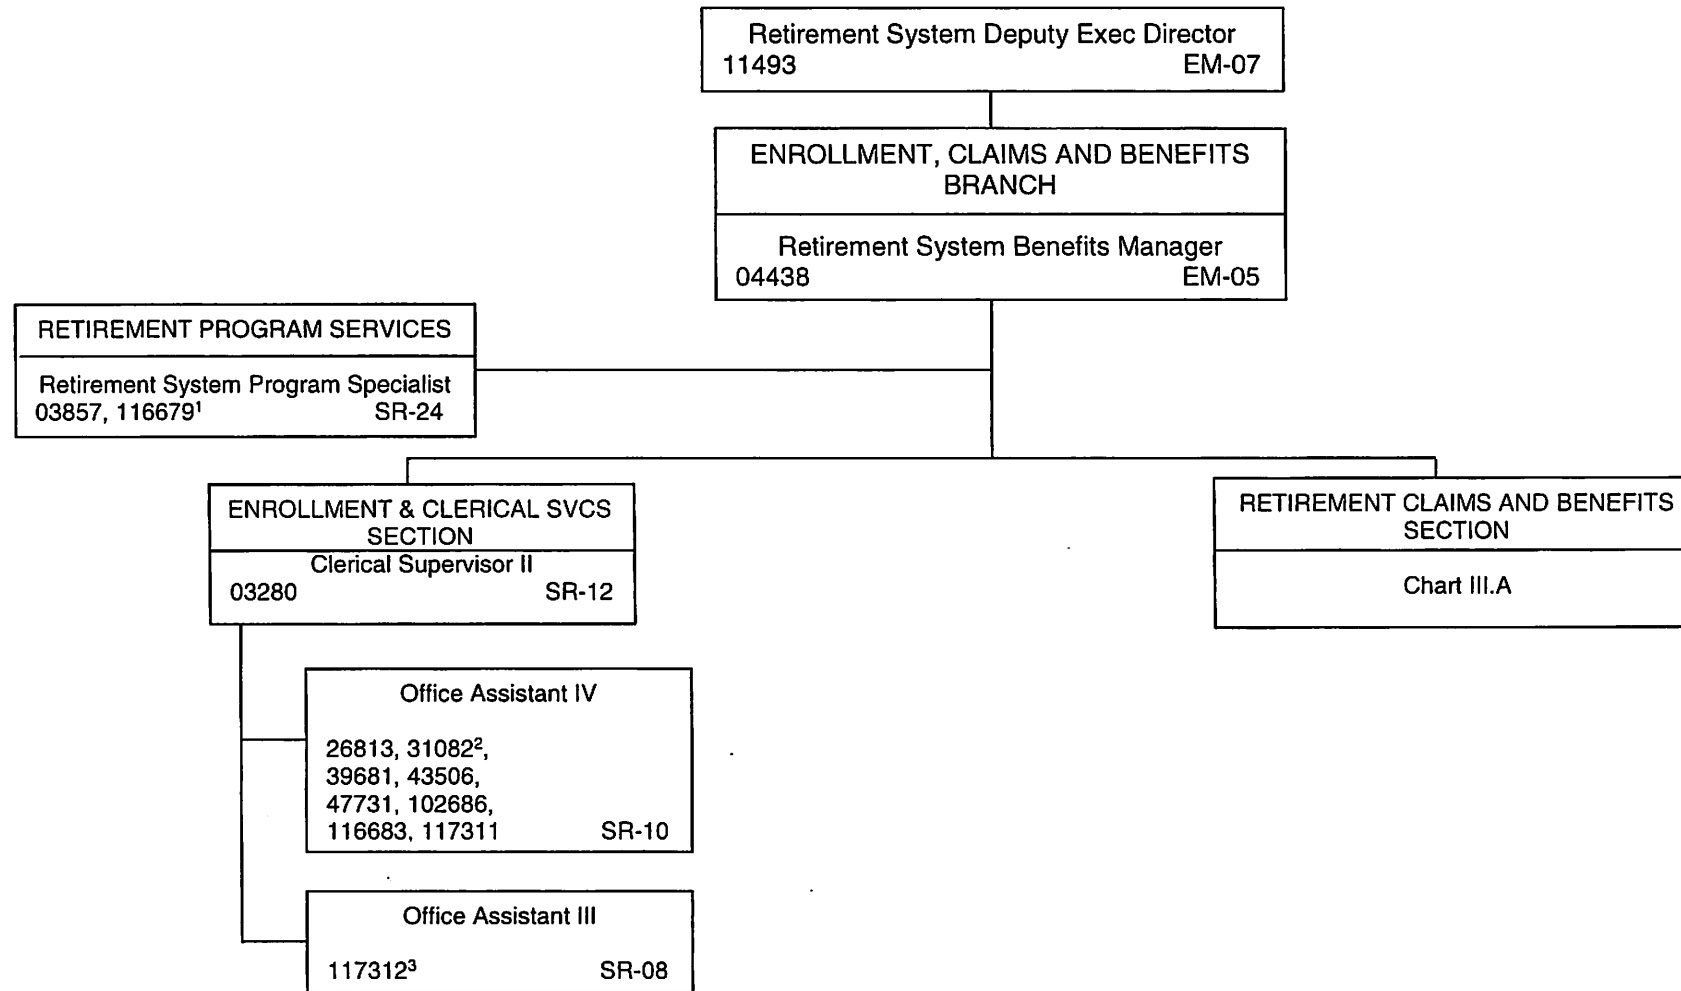 Retirement System Deputy Exec Director
11493 EM-07
ENROLLMENT, CLAIMS AND BENEFITS
BRANCH
Retirement System Benefits Manager
04438 EM-05
RETIREMENT PROGRAM SERVICES
Retirement System Program Specialist
03857, 116679¹ SR-24
ENROLLMENT & CLERICAL SVCS
SECTION
Clerical Supervisor II
03280 SR-12
RETIREMENT CLAIMS AND BENEFITS
SECTION
Chart III.A
Office Assistant IV
26813, 31082²,
39681, 43506,
47731, 102686,
116683, 117311 SR-10
Office Assistant III
117312³ SR-08